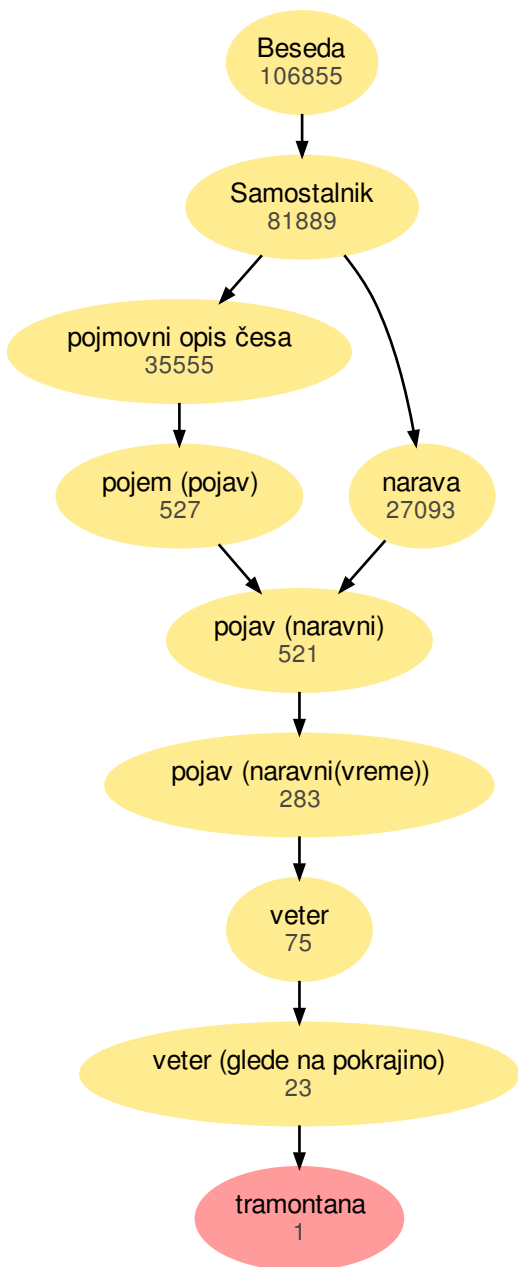 Beseda
106855
Samostalnik
81889
pojmovni opis česa
35555
pojem (pojav)
527
narava
27093
pojav (naravni)
521
pojav (naravni(vreme))
283
veter
75
veter (glede na pokrajino)
23
tramontana
1